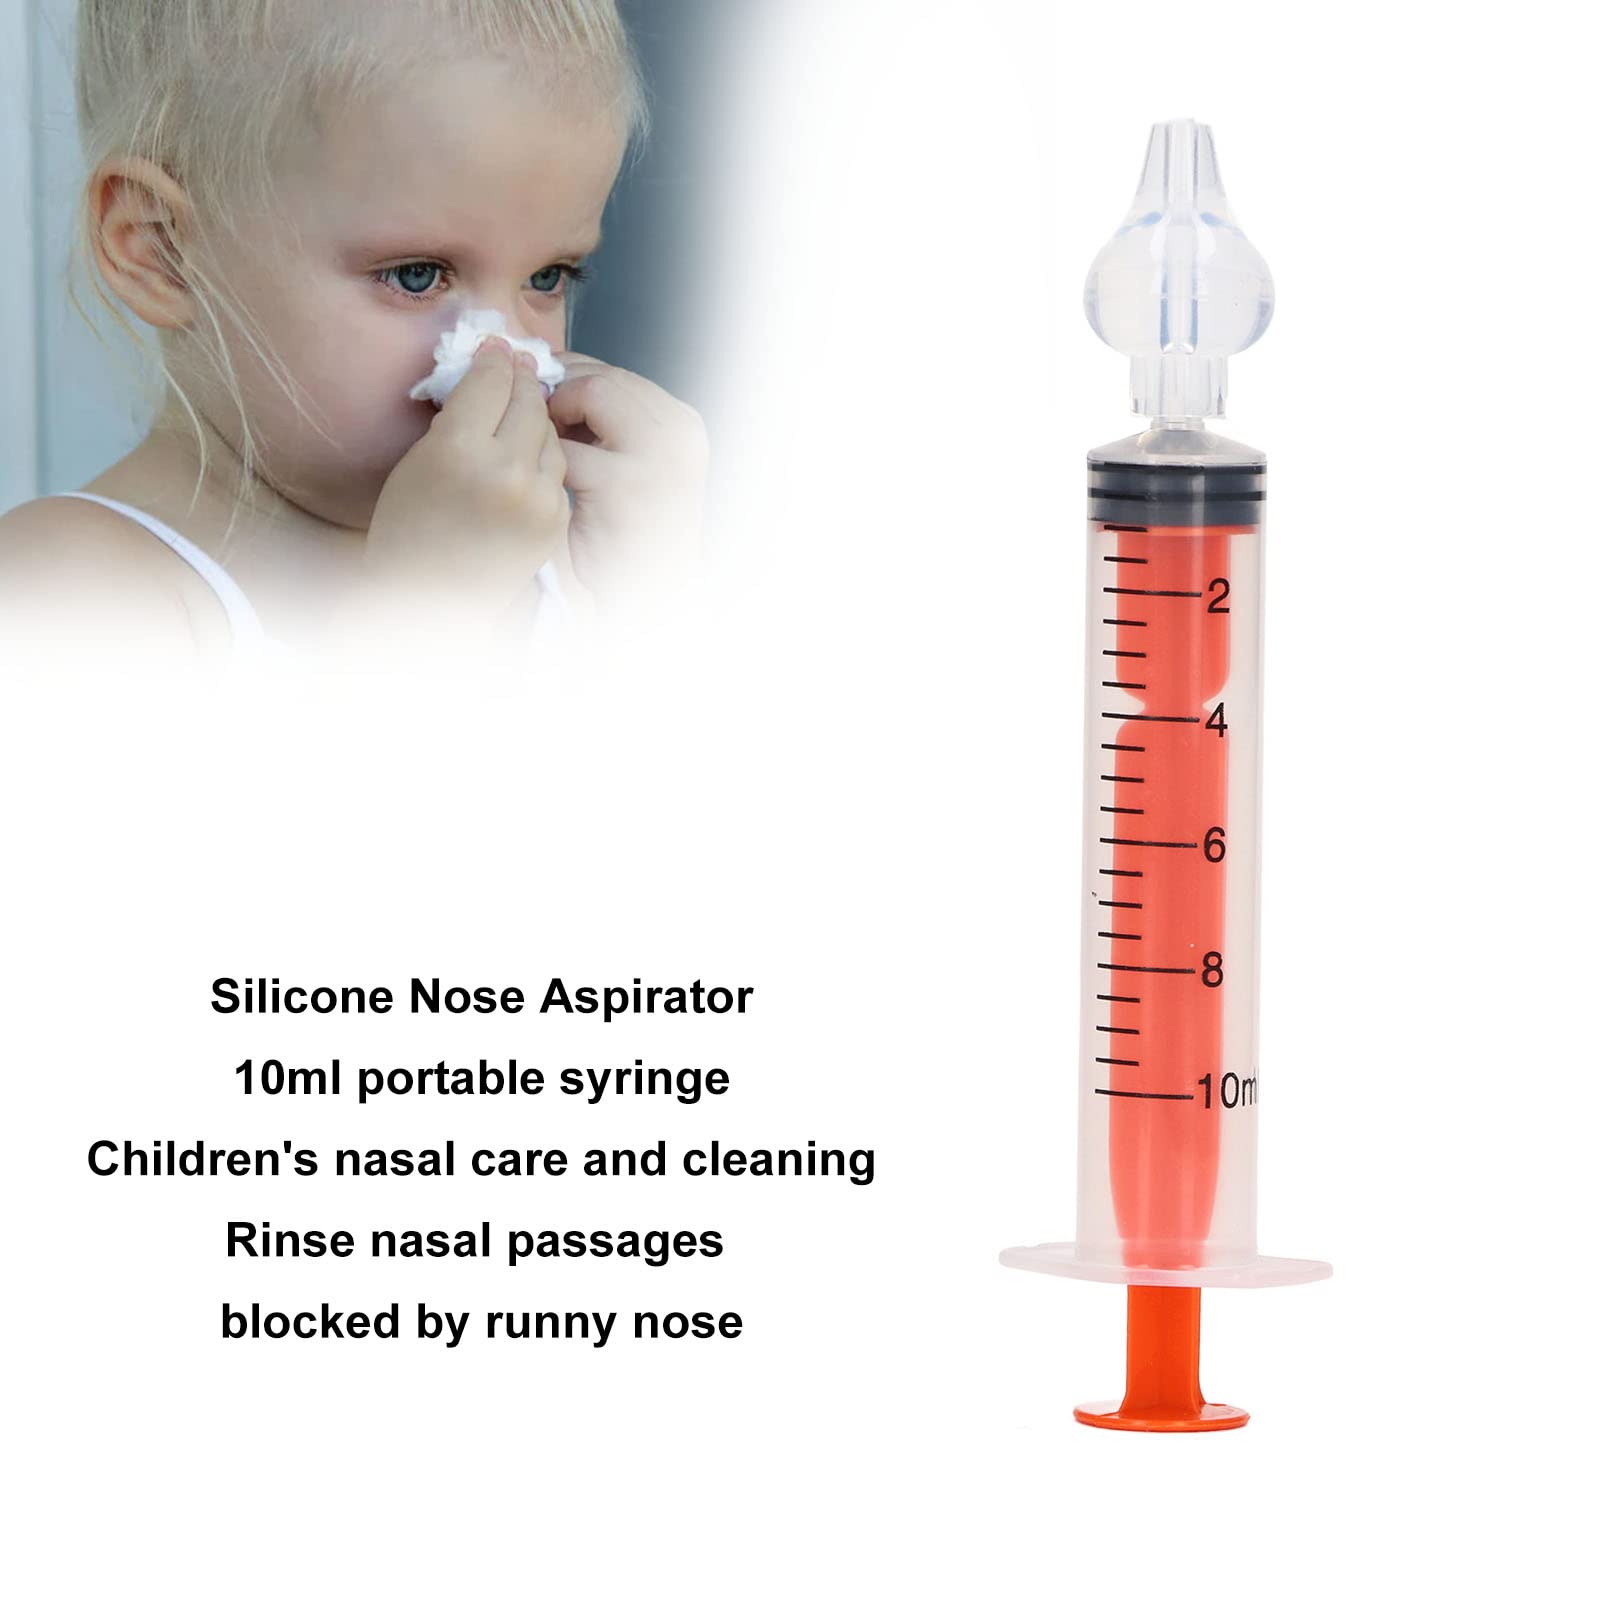 Silicone Nose Aspirator
10ml portable syringe
Children's nasal care and cleaning
Rinse nasal passages
blocked by runny nose
2
4
6
8
10ml